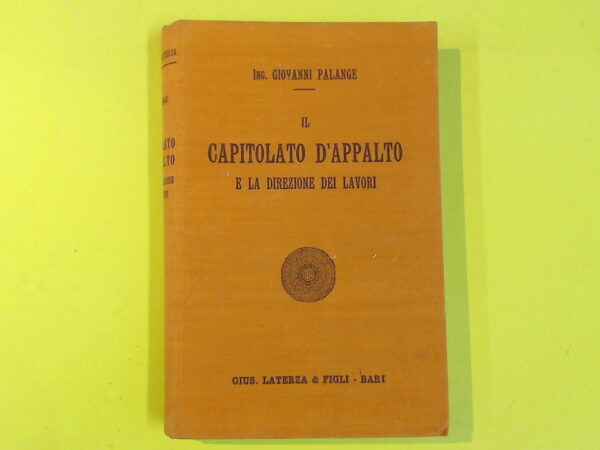 Ing. GIOVANNI PALANGE
IL
CAPITOLATO D'APPALTO
E LA DIREZIONE DEI LAVORI
GIUS. LATERZA & FIGLI - BARI